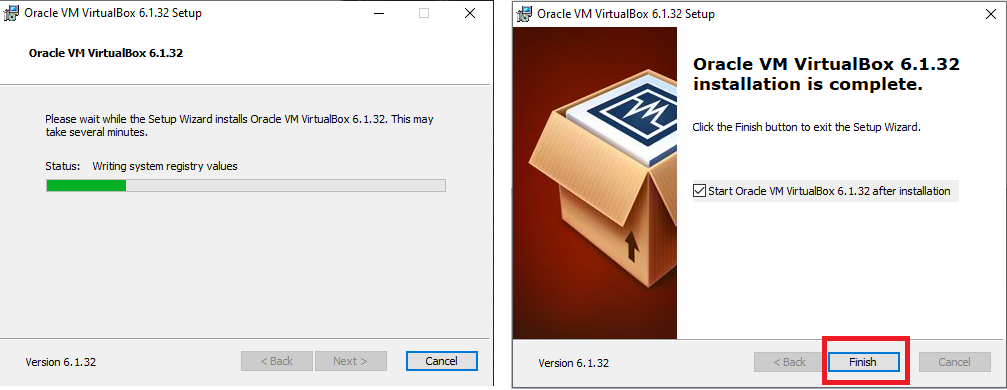 Oracle VM VirtualBox 6.1.32 Setup
Oracle VM VirtualBox 6.1.32
Please wait while the Setup Wizard installs Oracle VM VirtualBox 6.1.32. This may
take several minutes.
Status: Writing system registry values
Version 6.1.32
< Back
Next >
Cancel
Oracle VM VirtualBox 6.1.32 Setup
Oracle VM VirtualBox 6.1.32
installation is complete.
Click the Finish button to exit the Setup Wizard.
Start Oracle VM VirtualBox 6.1.32 after installation
Version 6.1.32
< Back
Finish
Cancel